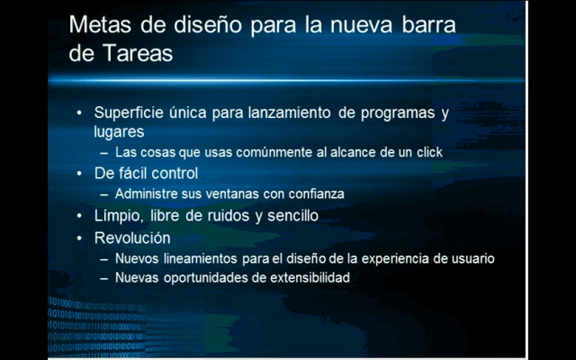 Metas de diseño para la nueva barra
de Tareas
• Superficie única para lanzamiento de programas y
lugares
– Las cosas que usas comúnmente al alcance de un click
• De fácil control
– Administre sus ventanas con confianza
• Límpio, libre de ruidos y sencillo
• Revolución
– Nuevos lineamientos para el diseño de la experiencia de usuario
– Nuevas oportunidades de extensibilidad